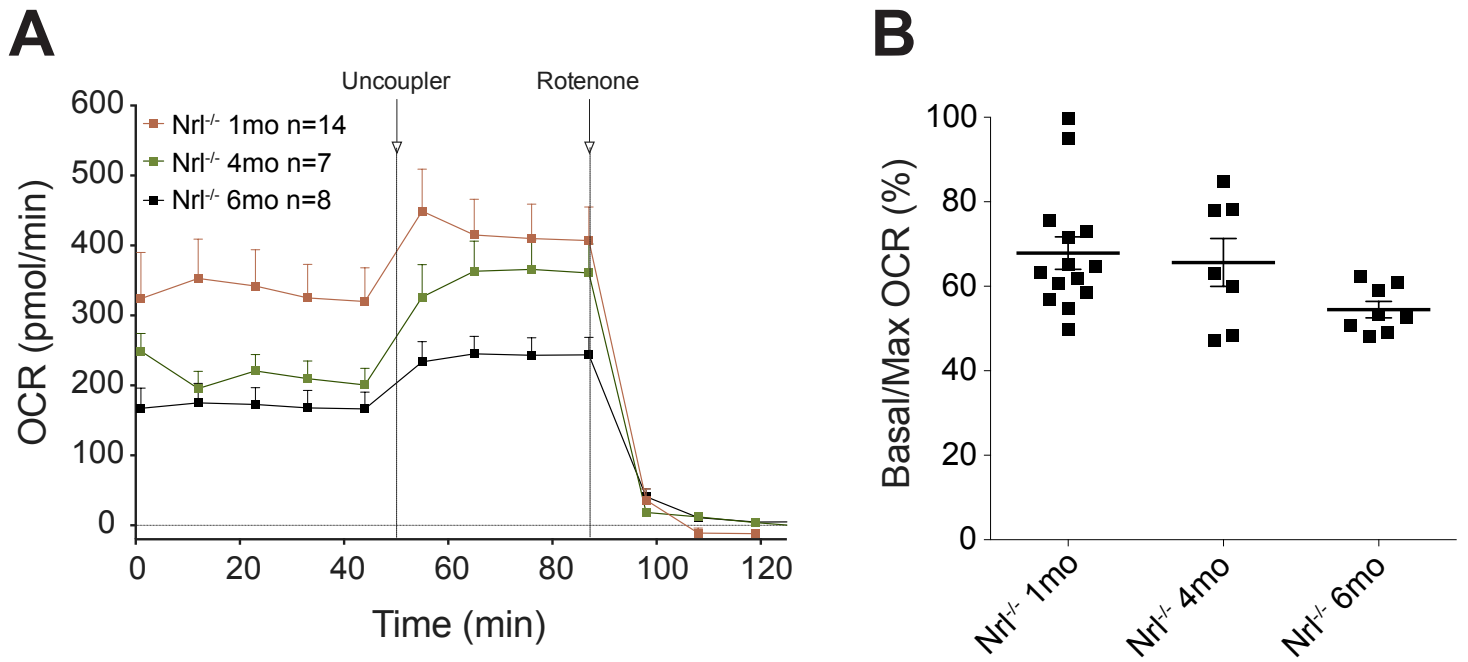 A
Uncoupler
Rotenone
Nrl-/- 1mo n=14
Nrl-/- 4mo n=7
Nrl-/- 6mo n=8
OCR (pmol/min)
600
500
400
300
200
100
0
0 20 40 60 80 100 120
Time (min)
B
Basal/Max OCR (%)
100
80
60
40
20
0
Nrl-/- 1mo
Nrl-/- 4mo
Nrl-/- 6mo